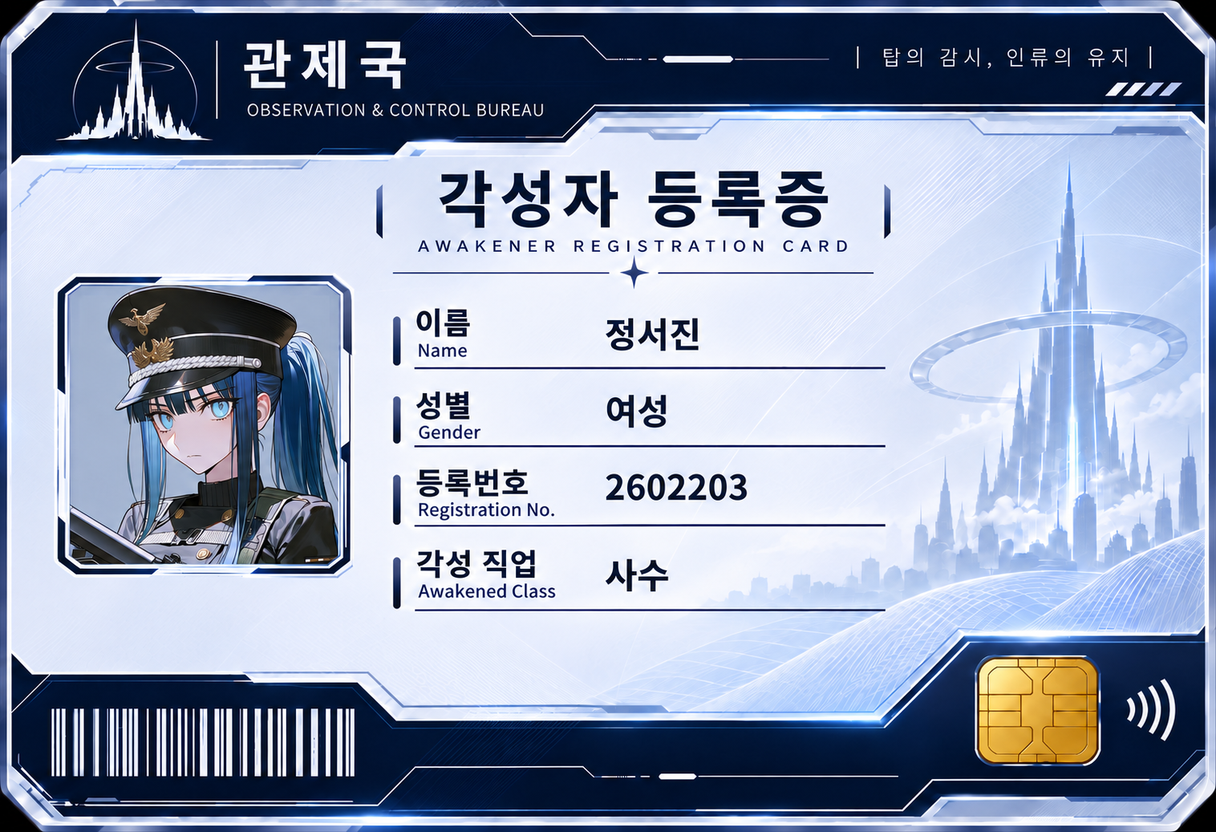 관제국
OBSERVATION & CONTROL BUREAU
| 탑의 감시, 인류의 유지 |
각성자 등록증
AWAKENER REGISTRATION CARD
이름
Name
정서진
성별
Gender
여성
등록번호
Registration No.
2602203
각성 직업
Awakened Class
사수